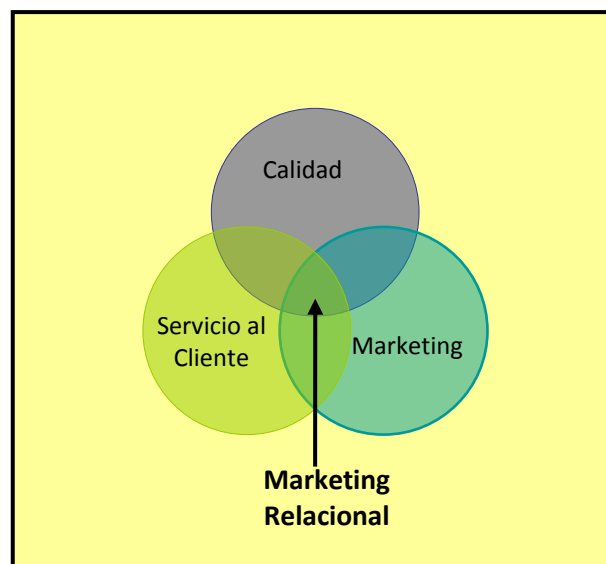 Calidad
Servicio al
Cliente
Marketing
Marketing
Relacional